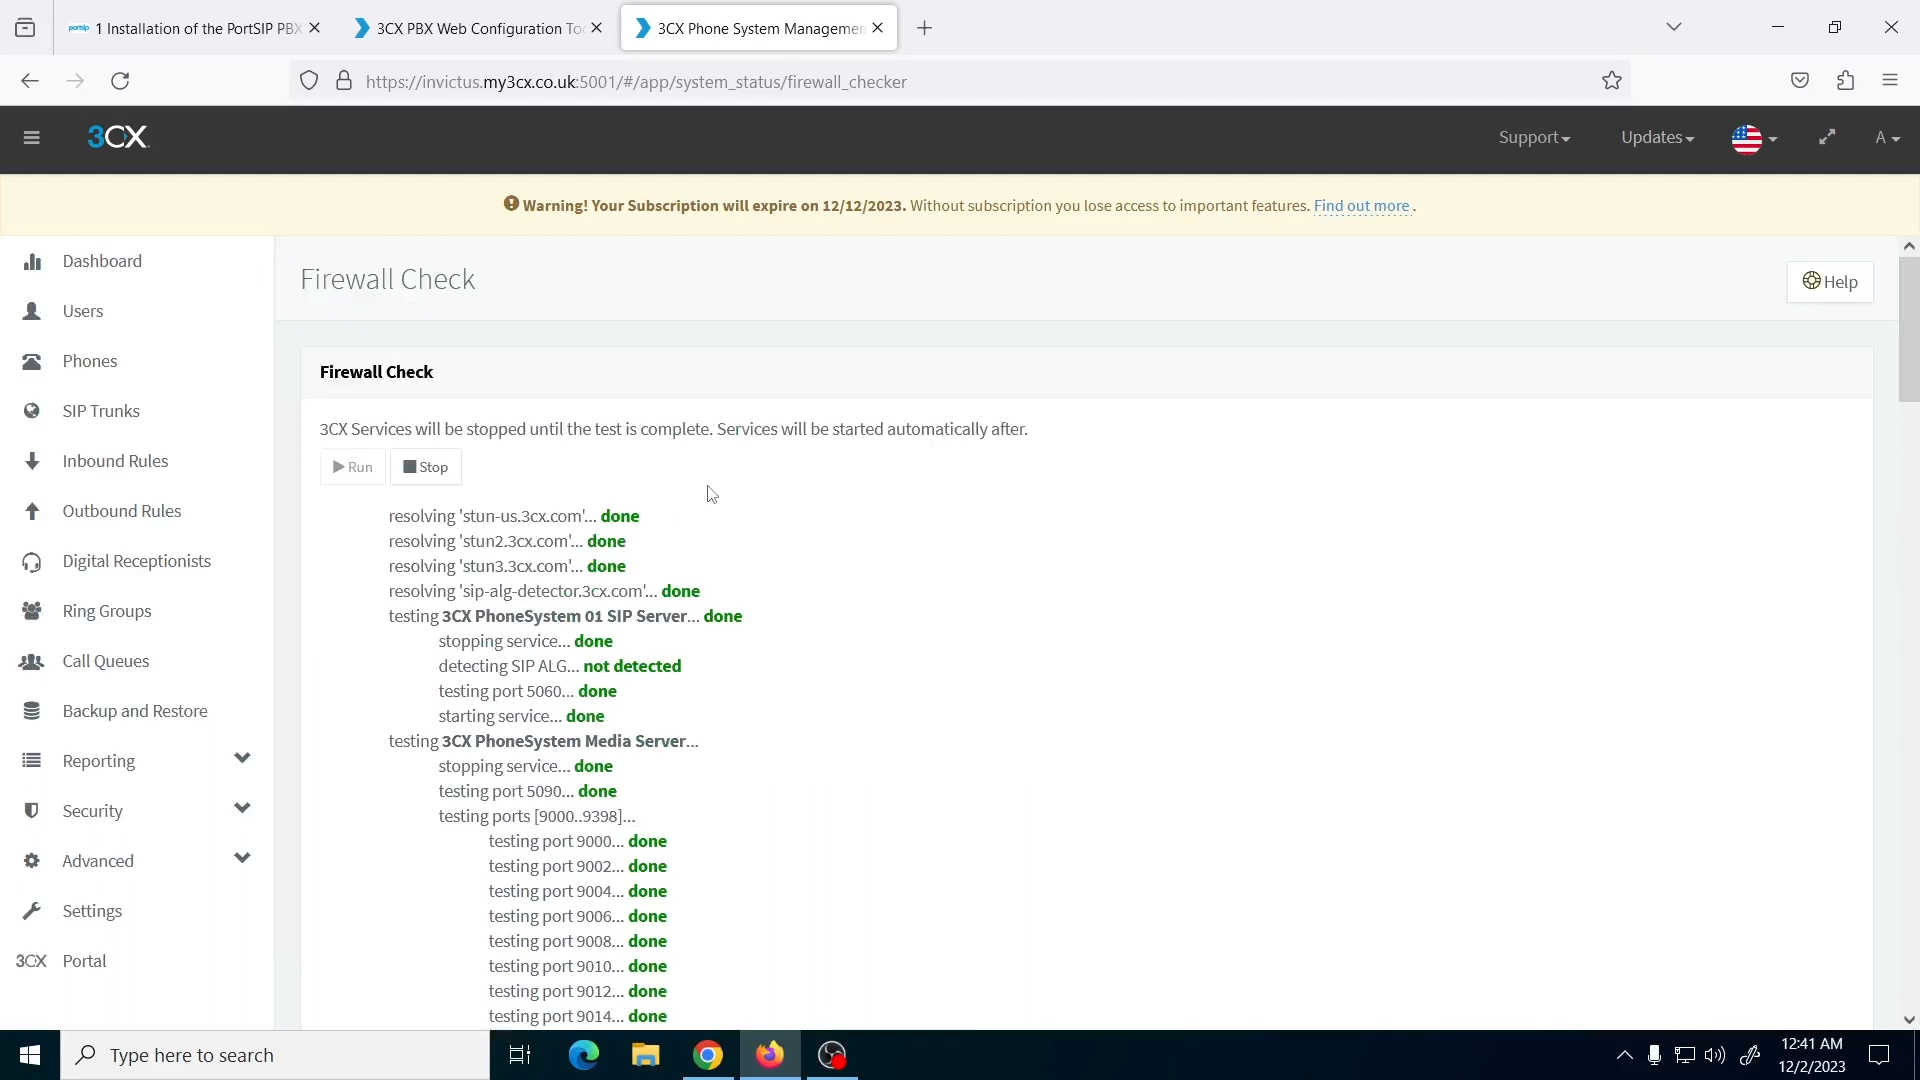 portsip 1 Installation of the PortSIP PBX
3CX PBX Web Configuration To
3CX Phone System Managemen
https://invictus.my3cx.co.uk:5001/#/app/system_status/firewall_checker
3CX
Support
Updates
A
Warning! Your Subscription will expire on 12/12/2023. Without subscription you lose access to important features. Find out more .
Dashboard
Users
Phones
SIP Trunks
Inbound Rules
Outbound Rules
Digital Receptionists
Ring Groups
Call Queues
Backup and Restore
Reporting
Security
Advanced
Settings
3CX Portal
Firewall Check
Help
Firewall Check
3CX Services will be stopped until the test is complete. Services will be started automatically after.
Run
Stop
resolving 'stun-us.3cx.com'... done
resolving 'stun2.3cx.com'... done
resolving 'stun3.3cx.com'... done
resolving 'sip-alg-detector.3cx.com'... done
testing 3CX PhoneSystem 01 SIP Server... done
stopping service... done
detecting SIP ALG... not detected
testing port 5060... done
starting service... done
testing 3CX PhoneSystem Media Server...
stopping service... done
testing port 5090... done
testing ports [9000..9398]...
testing port 9000... done
testing port 9002... done
testing port 9004... done
testing port 9006... done
testing port 9008... done
testing port 9010... done
testing port 9012... done
testing port 9014... done
Type here to search
12:41 AM
12/2/2023